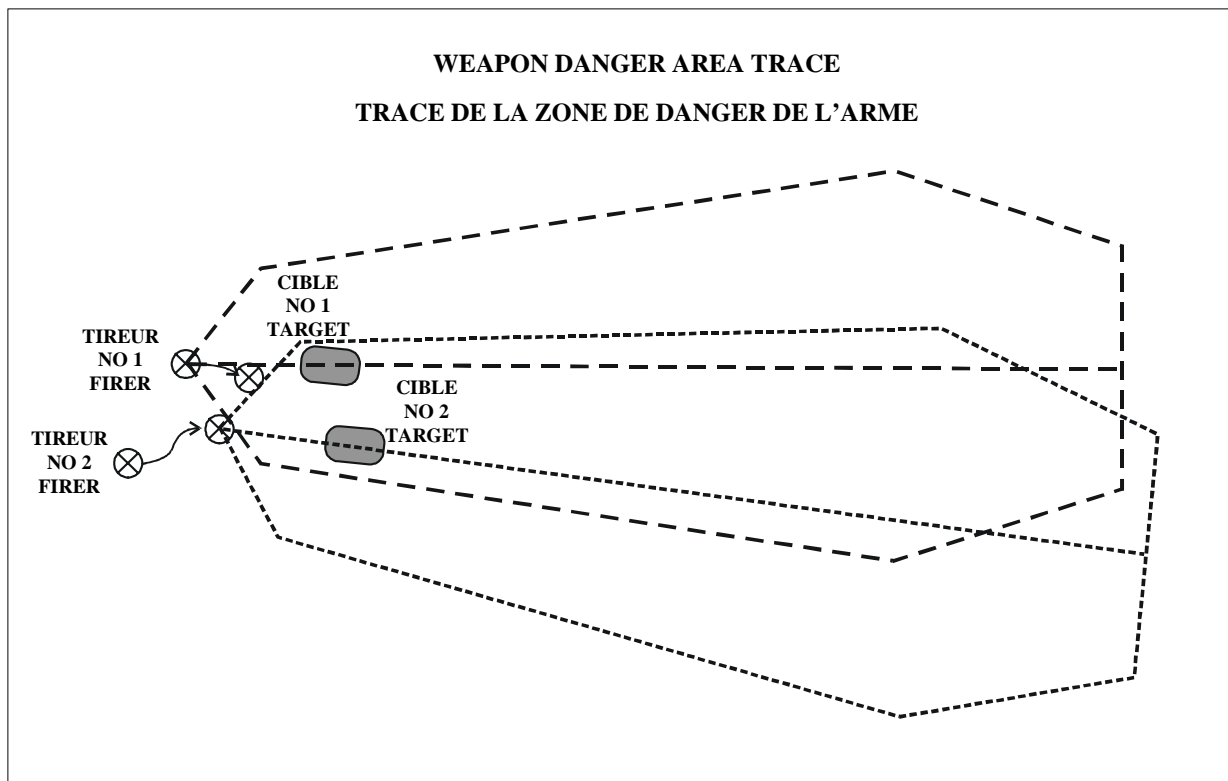 WEAPON DANGER AREA TRACE
TRACE DE LA ZONE DE DANGER DE L’ARME
CIBLE
NO 1
TARGET
TIREUR
NO 1
FIRER
CIBLE
NO 2
TARGET
TIREUR
NO 2
FIRER